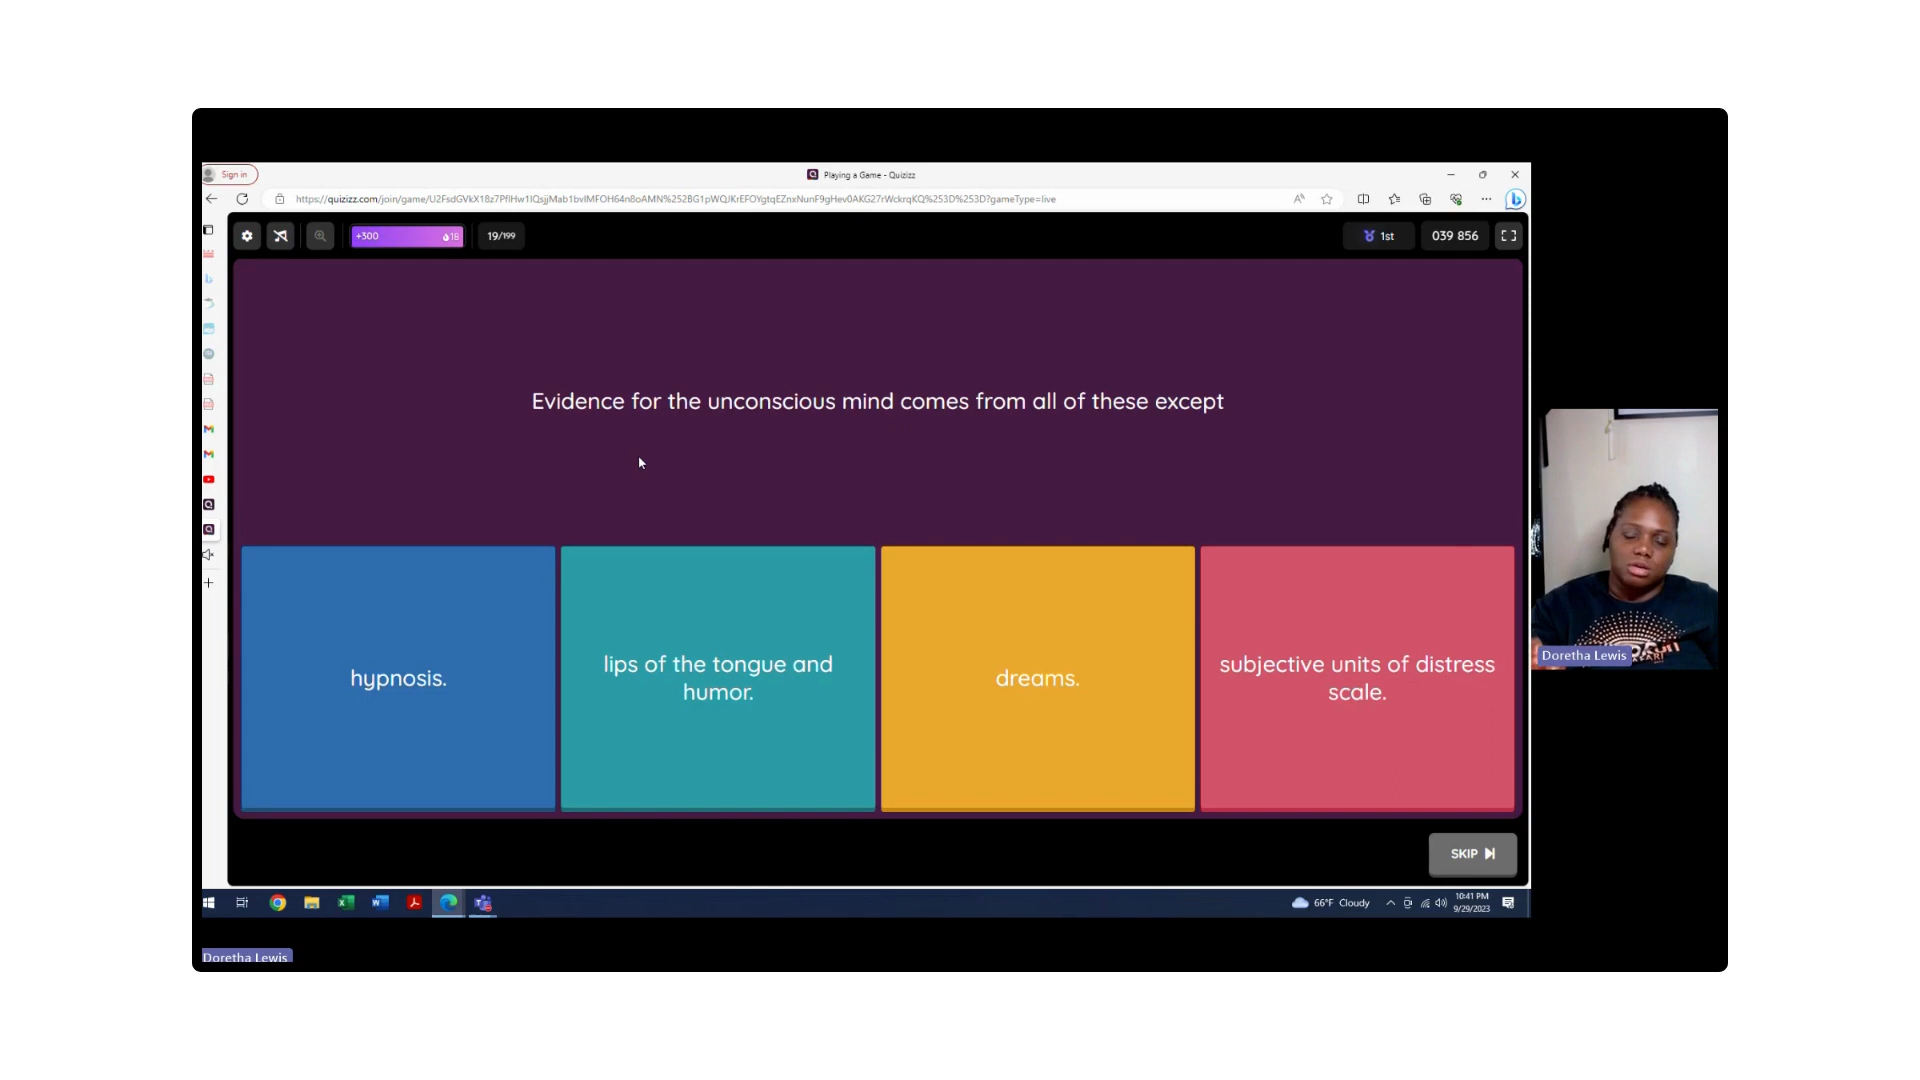 Sign in
Playing a Game - Quizizz
+300
18
19/199
1st
039 856
Evidence for the unconscious mind comes from all of these except
hypnosis.
lips of the tongue and
humor.
dreams.
subjective units of distress
scale.
SKIP
66°F Cloudy
10:41 PM
9/29/2023
Doretha Lewis
Doretha Lewis